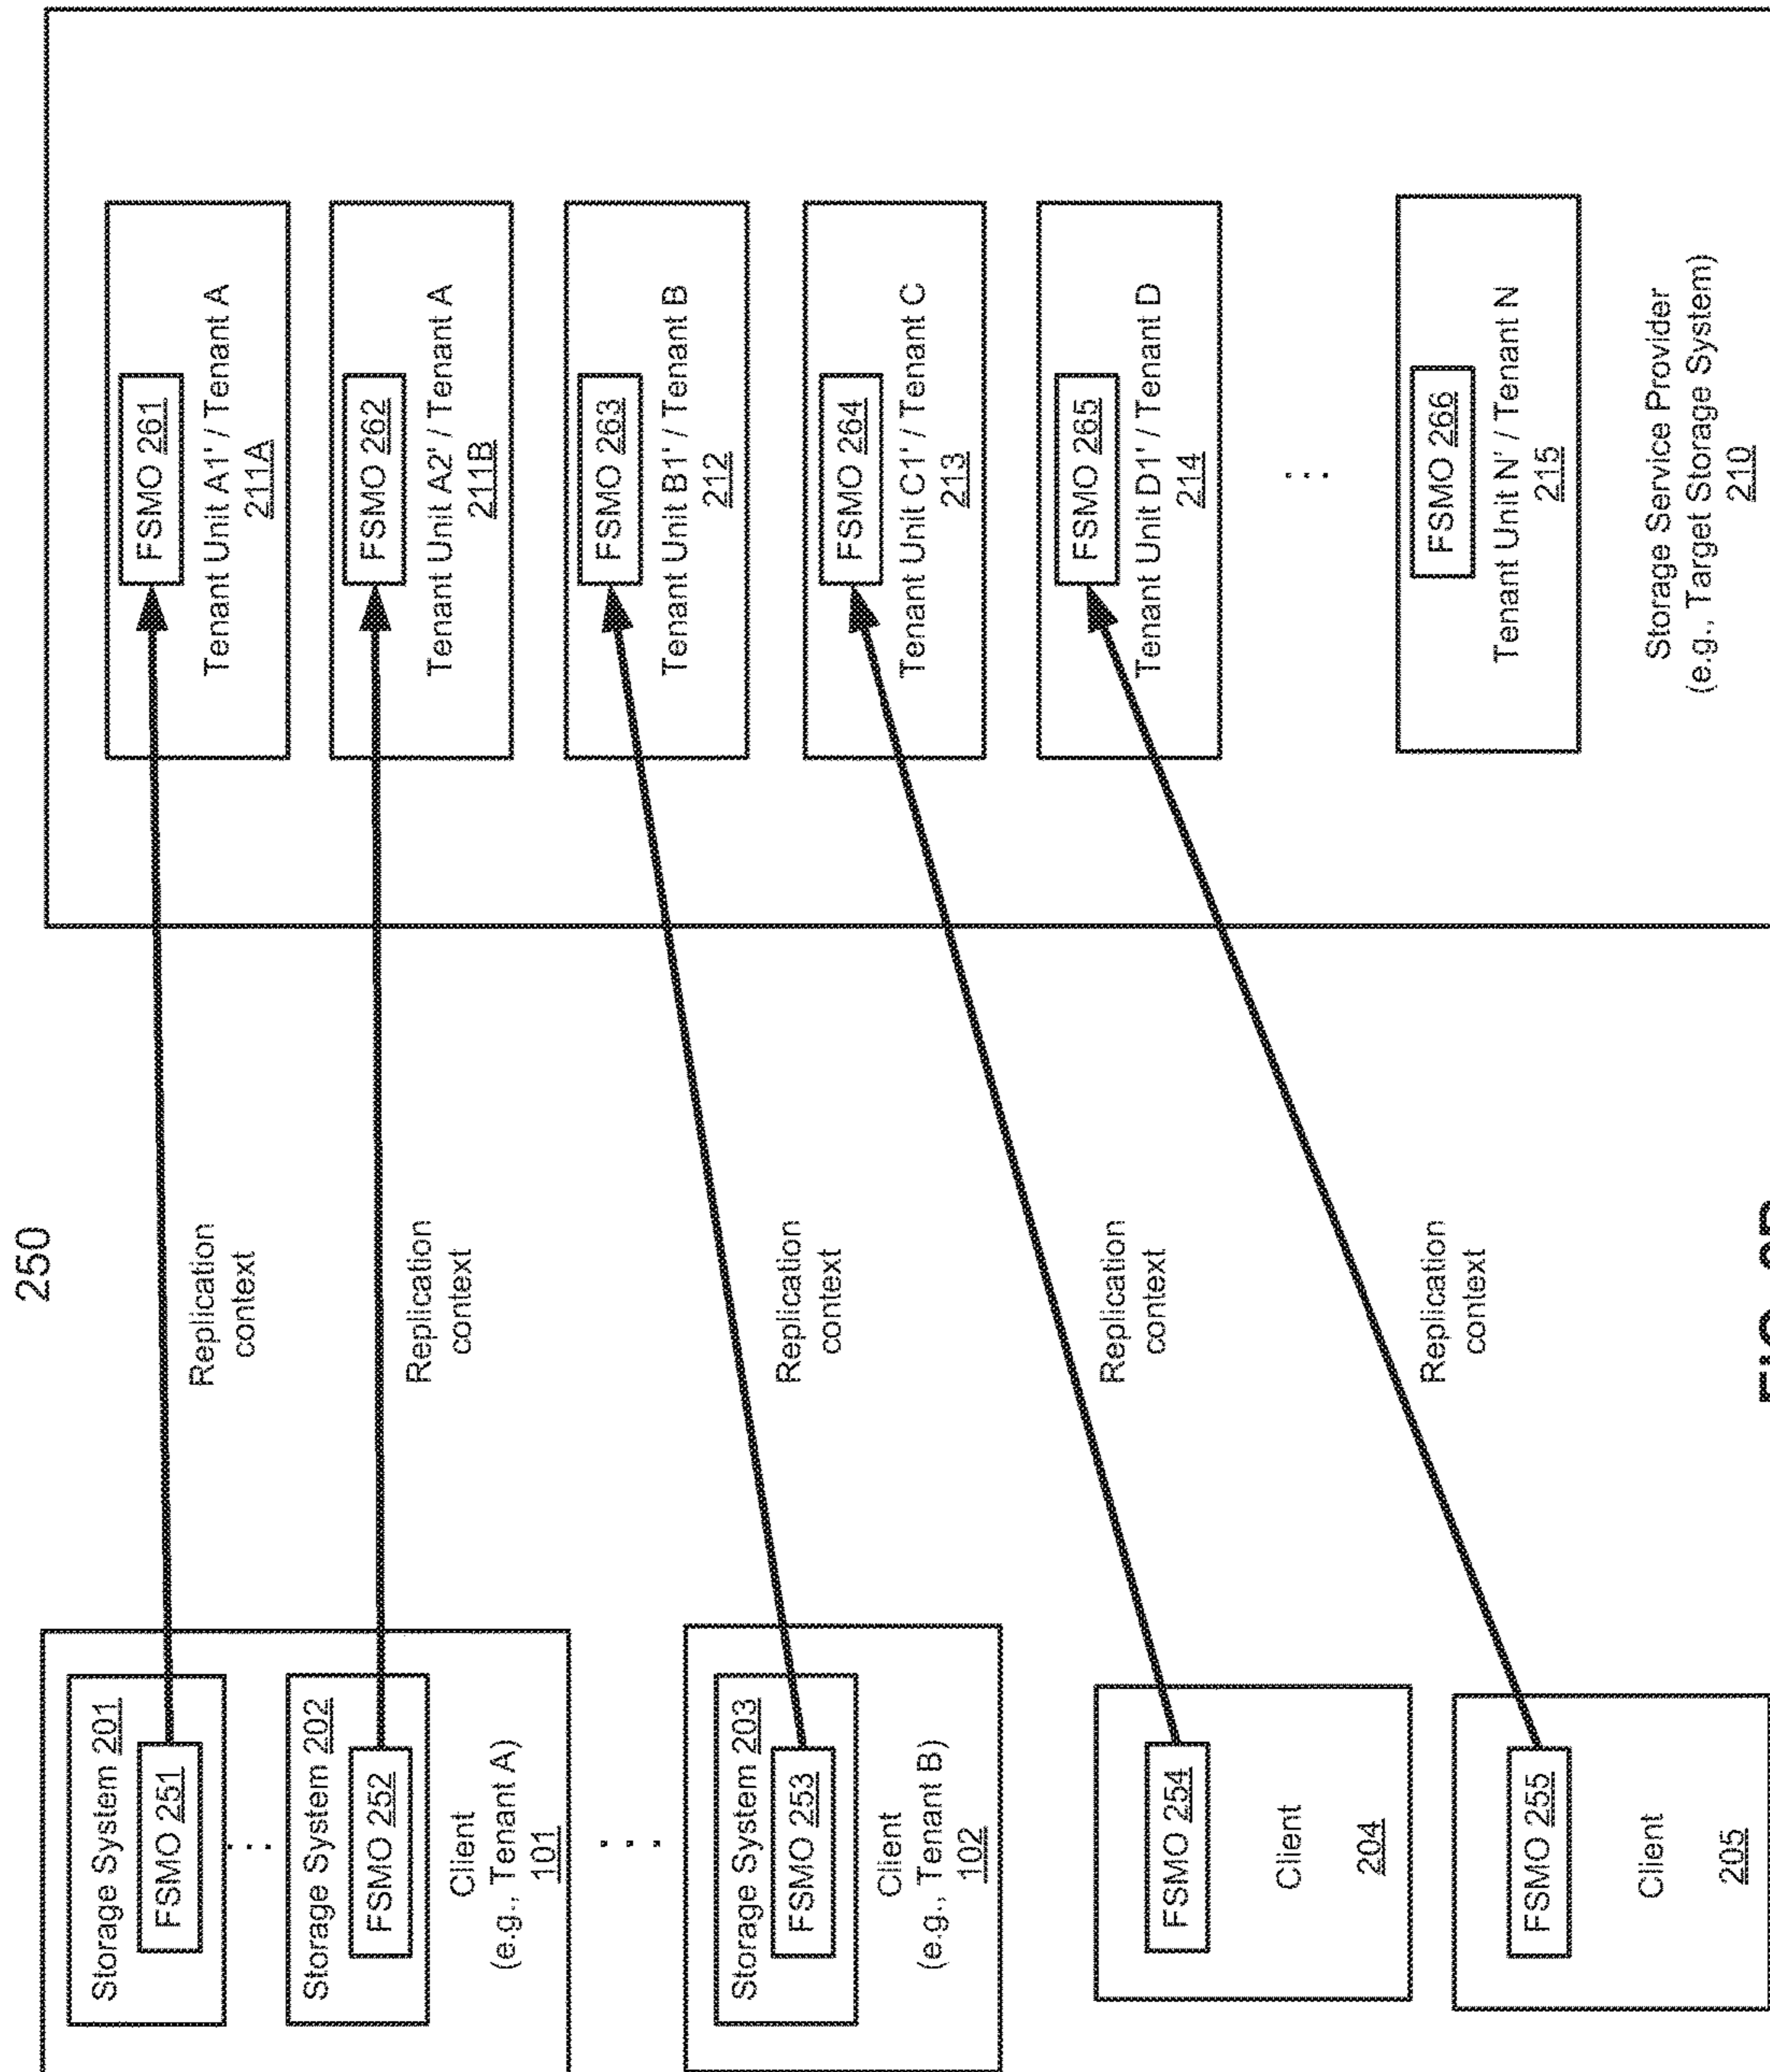 250
Storage System 201
FSMO 251
...
Storage System 202
FSMO 252
Client
(e.g., Tenant A)
101
...
Storage System 203
FSMO 253
Client
(e.g., Tenant B)
102
FSMO 254
Client
204
FSMO 255
Client
205
Replication
context
Replication
context
Replication
context
Replication
context
Replication
context
FSMO 261
Tenant Unit A1' / Tenant A
211A
FSMO 262
Tenant Unit A2' / Tenant A
211B
FSMO 263
Tenant Unit B1' / Tenant B
212
FSMO 264
Tenant Unit C1' / Tenant C
213
FSMO 265
Tenant Unit D1' / Tenant D
214
...
FSMO 266
Tenant Unit N' / Tenant N
215
Storage Service Provider
(e.g., Target Storage System)
210